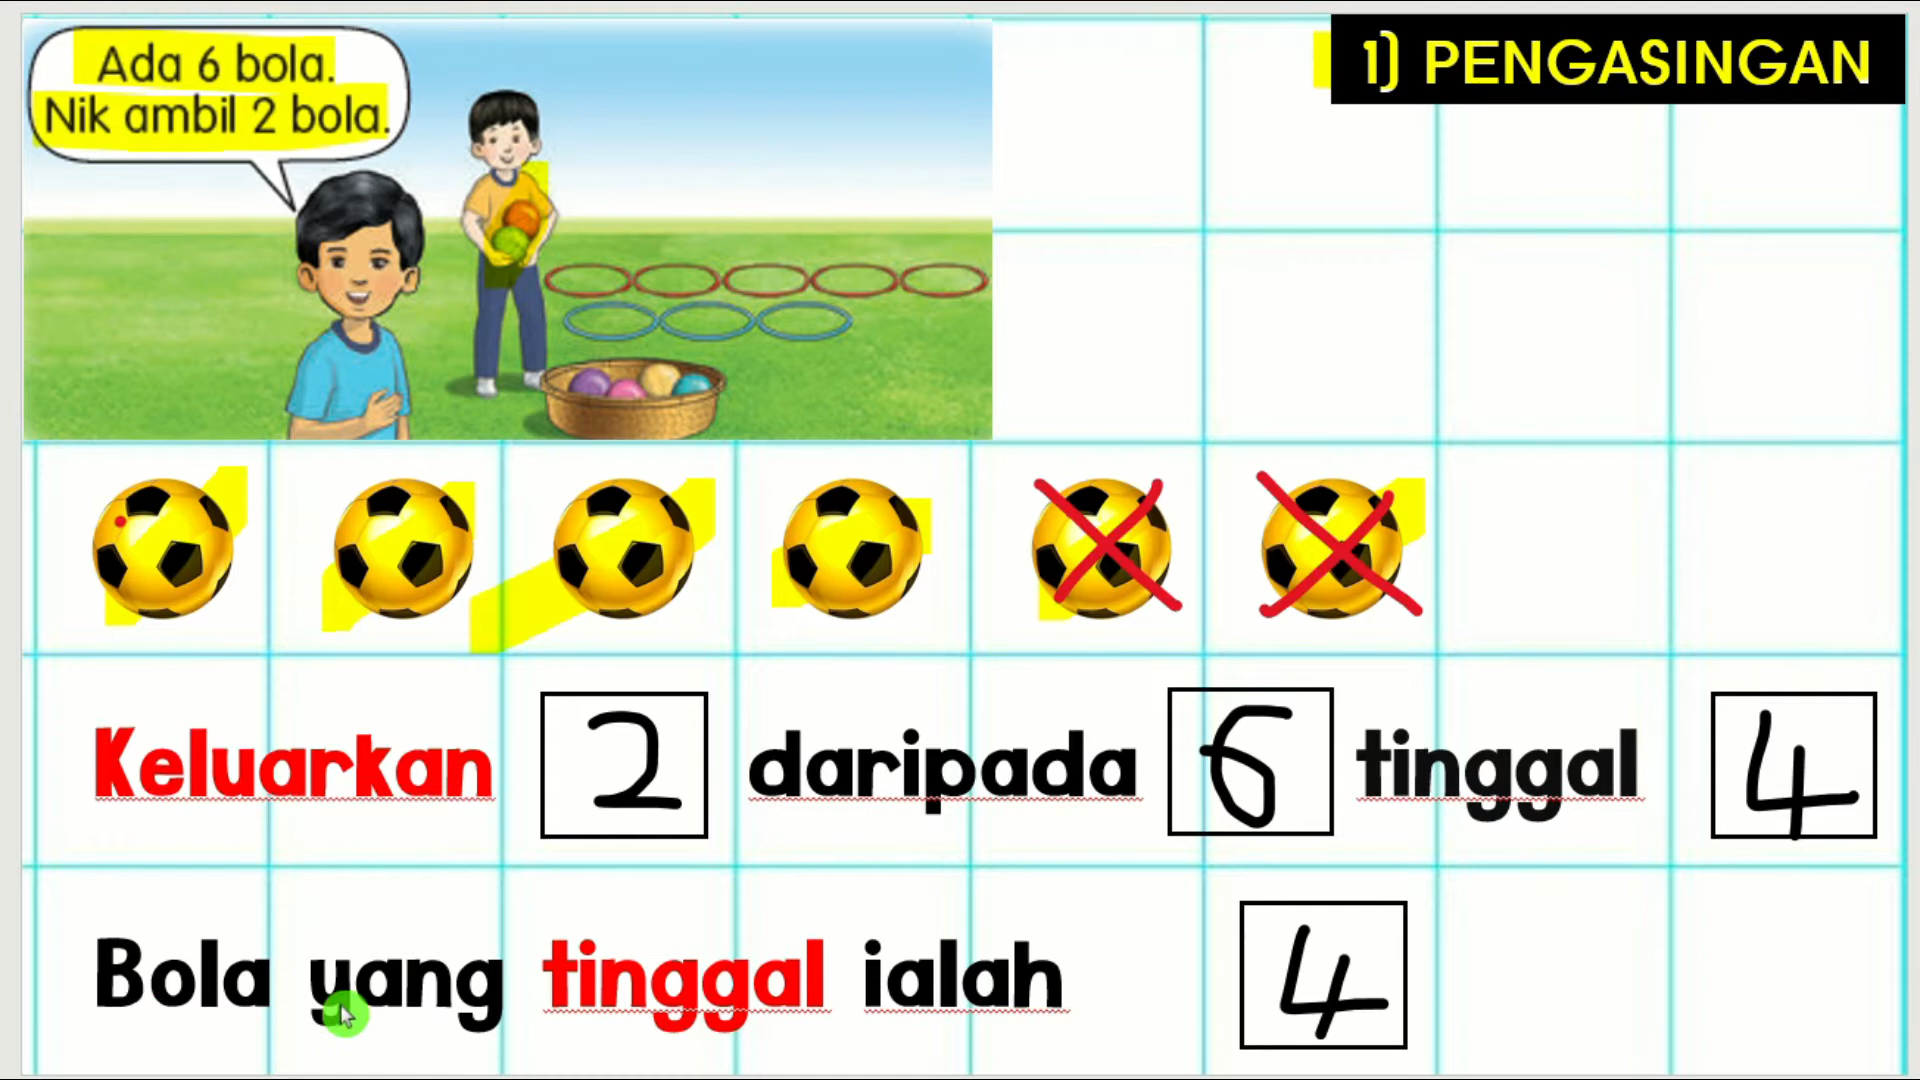 Ada 6 bola.
Nik ambil 2 bola.
1) PENGASINGAN
Keluarkan 2 daripada 6 tinggal 4
Bola yang tinggal ialah 4